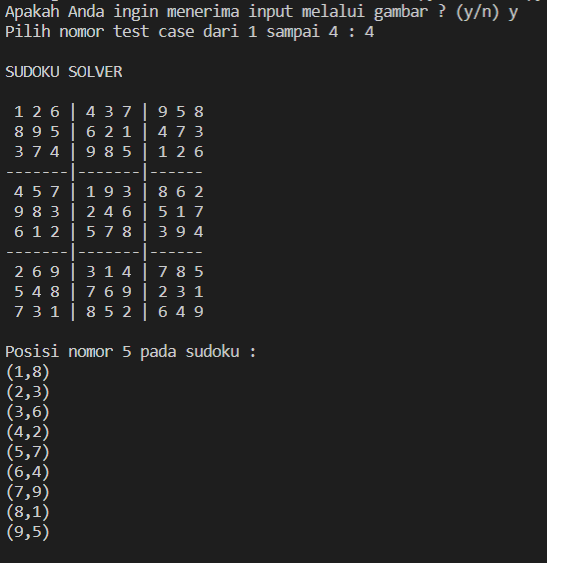 Apakah Anda ingin menerima input melalui gambar ? (y/n) y
Pilih nomor test case dari 1 sampai 4 : 4
SUDOKU SOLVER
1 2 6 | 4 3 7 | 9 5 8
8 9 5 | 6 2 1 | 4 7 3
3 7 4 | 9 8 5 | 1 2 6
-------|-------|------
4 5 7 | 1 9 3 | 8 6 2
9 8 3 | 2 4 6 | 5 1 7
6 1 2 | 5 7 8 | 3 9 4
-------|-------|------
2 6 9 | 3 1 4 | 7 8 5
5 4 8 | 7 6 9 | 2 3 1
7 3 1 | 8 5 2 | 6 4 9
Posisi nomor 5 pada sudoku :
(1,8)
(2,3)
(3,6)
(4,2)
(5,7)
(6,4)
(7,9)
(8,1)
(9,5)